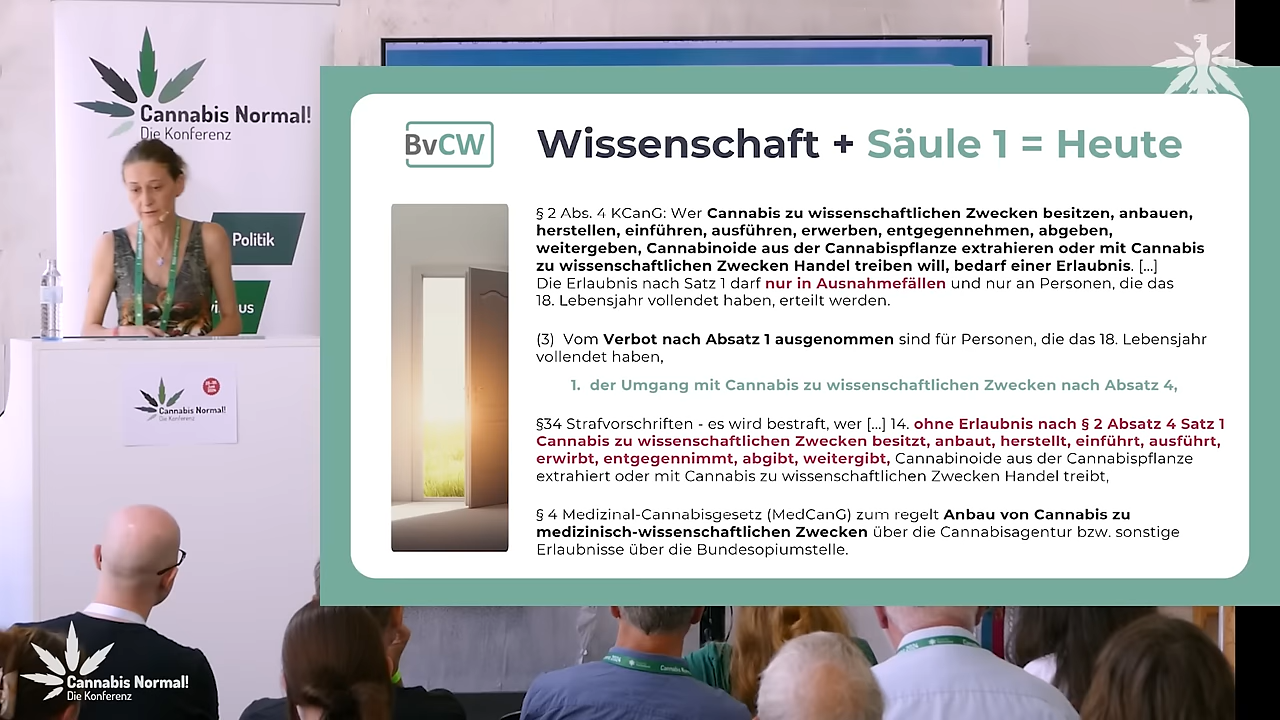 Cannabis Normal!
Die Konferenz
Politik
BvCW
Wissenschaft + Säule 1 = Heute
§ 2 Abs. 4 KCanG: Wer Cannabis zu wissenschaftlichen Zwecken besitzen, anbauen,
herstellen, einführen, ausführen, erwerben, entgegennehmen, abgeben,
weitergeben, Cannabinoide aus der Cannabispflanze extrahieren oder mit Cannabis
zu wissenschaftlichen Zwecken Handel treiben will, bedarf einer Erlaubnis. [...]
Die Erlaubnis nach Satz 1 darf nur in Ausnahmefällen und nur an Personen, die das
18. Lebensjahr vollendet haben, erteilt werden.
(3) Vom Verbot nach Absatz 1 ausgenommen sind für Personen, die das 18. Lebensjahr
vollendet haben,
1. der Umgang mit Cannabis zu wissenschaftlichen Zwecken nach Absatz 4,
§34 Strafvorschriften - es wird bestraft, wer [...] 14. ohne Erlaubnis nach § 2 Absatz 4 Satz 1
Cannabis zu wissenschaftlichen Zwecken besitzt, anbaut, herstellt, einführt, ausführt,
erwirbt, entgegennimmt, abgibt, weitergibt, Cannabinoide aus der Cannabispflanze
extrahiert oder mit Cannabis zu wissenschaftlichen Zwecken Handel treibt,
§ 4 Medizinal-Cannabisgesetz (MedCanG) zum regelt Anbau von Cannabis zu
medizinisch-wissenschaftlichen Zwecken über die Cannabisagentur bzw. sonstige
Erlaubnisse über die Bundesopiumstelle.
Cannabis Normal!
Die Konferenz
Cannabis Normal!
Die Konferenz